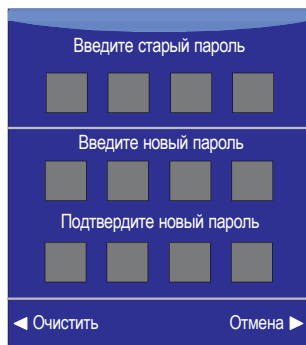 Введите старый пароль
Введите новый пароль
Подтвердите новый пароль
◄ Очистить Отмена ►